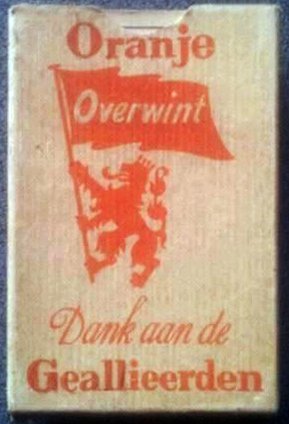 Oranje
Overwint
Dank aan de
Geallieerden